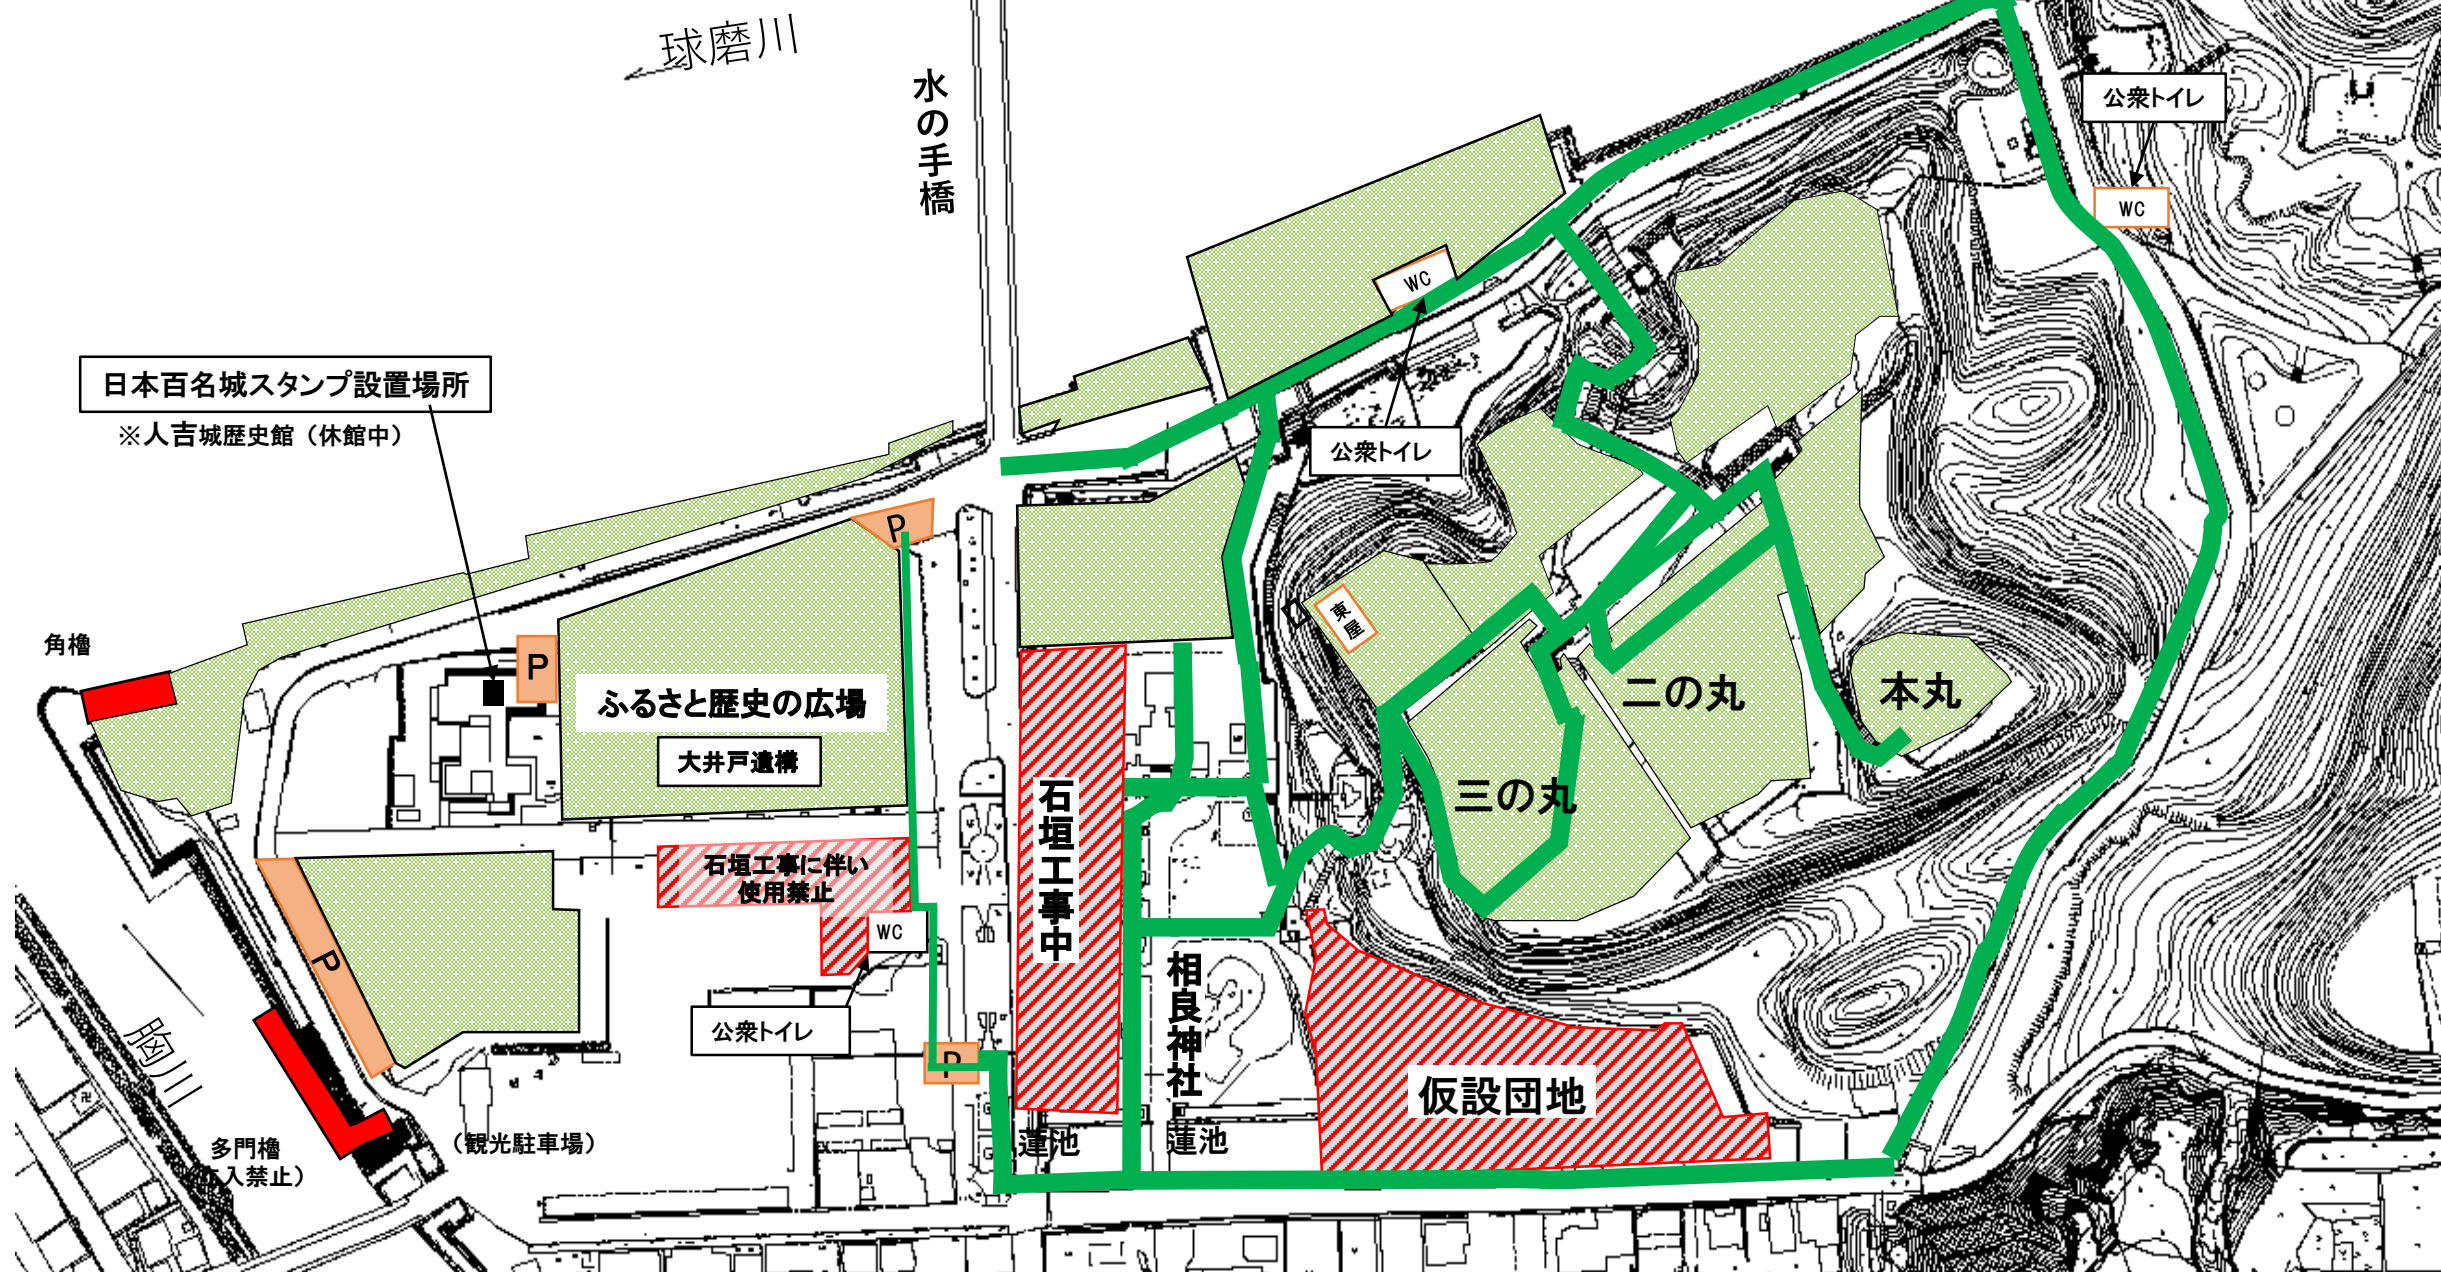 球磨川
水の手橋
公衆トイレ
WC
WC
日本百名城スタンプ設置場所
※人吉城歴史館（休館中）
公衆トイレ
P
東屋
角櫓
P
ふるさと歴史の広場
大井戸遺構
二の丸
本丸
三の丸
石垣工事中
石垣工事に伴い
使用禁止
WC
P
相良神社
公衆トイレ
胸川
P
仮設団地
多門櫓
入禁止）
（観光駐車場）
蓮池
蓮池